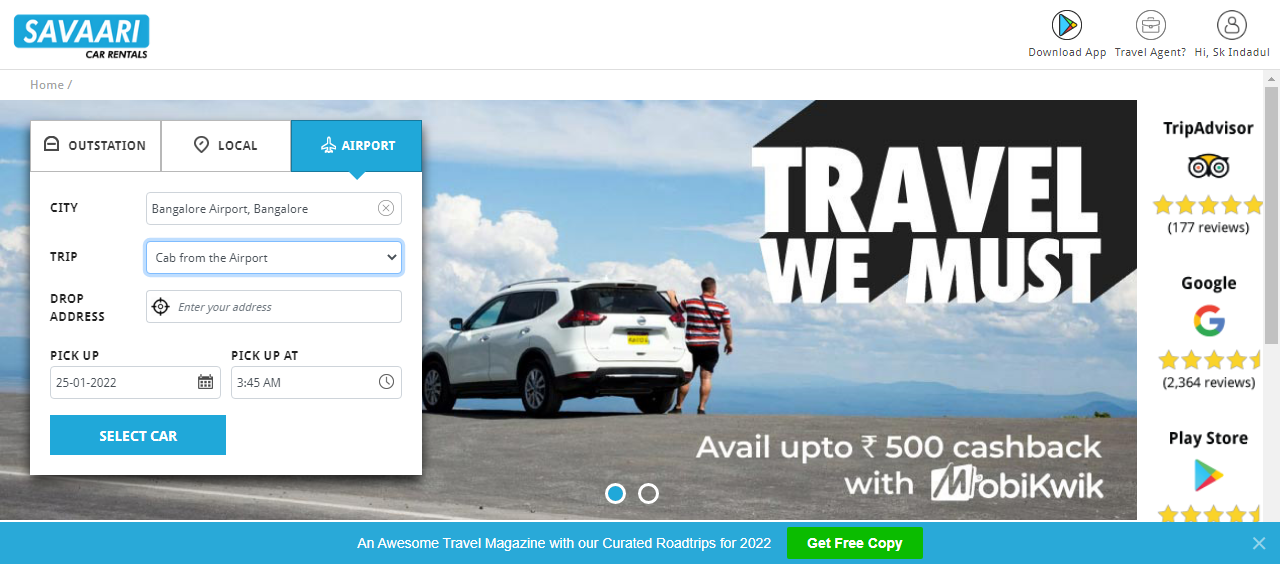 SAVAARI
CAR RENTALS
Download App
Travel Agent?
Hi, Sk Indadul
Home /
OUTSTATION
LOCAL
AIRPORT
CITY
Bangalore Airport, Bangalore
TRIP
Cab from the Airport
DROP
ADDRESS
Enter your address
PICK UP
PICK UP AT
25-01-2022
3:45 AM
SELECT CAR
TRAVEL
WE MUST
Avail upto ₹ 500 cashback
with MobiKwik
TripAdvisor
(177 reviews)
Google
(2,364 reviews)
Play Store
An Awesome Travel Magazine with our Curated Roadtrips for 2022
Get Free Copy